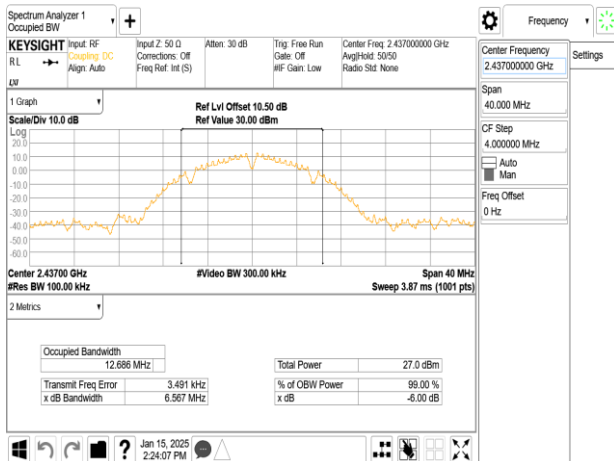 Spectrum Analyzer 1
Occupied BW
Frequency
KEYSIGHT
RL
LXI
Input: RF
Coupling: DC
Align: Auto
Input Z: 50 Ω
Corrections: Off
Freq Ref: Int (S)
Atten: 30 dB
Trig: Free Run
Gate: Off
#IF Gain: Low
Center Freq: 2.437000000 GHz
Avg|Hold: 50/50
Radio Std: None
Center Frequency
2.437000000 GHz
Settings
Span
40.000 MHz
CF Step
4.000000 MHz
Auto
Man
Freq Offset
0 Hz
1 Graph
Scale/Div 10.0 dB
Ref Lvl Offset 10.50 dB
Ref Value 30.00 dBm
Log
20.0
10.0
0.00
-10.0
-20.0
-30.0
-40.0
-50.0
-60.0
Center 2.43700 GHz
#Res BW 100.00 kHz
#Video BW 300.00 kHz
Span 40 MHz
Sweep 3.87 ms (1001 pts)
2 Metrics
Occupied Bandwidth
12.686 MHz
Total Power 27.0 dBm
Transmit Freq Error 3.491 kHz
% of OBW Power 99.00 %
x dB Bandwidth 6.567 MHz
x dB -6.00 dB
?
Jan 15, 2025
2:24:07 PM